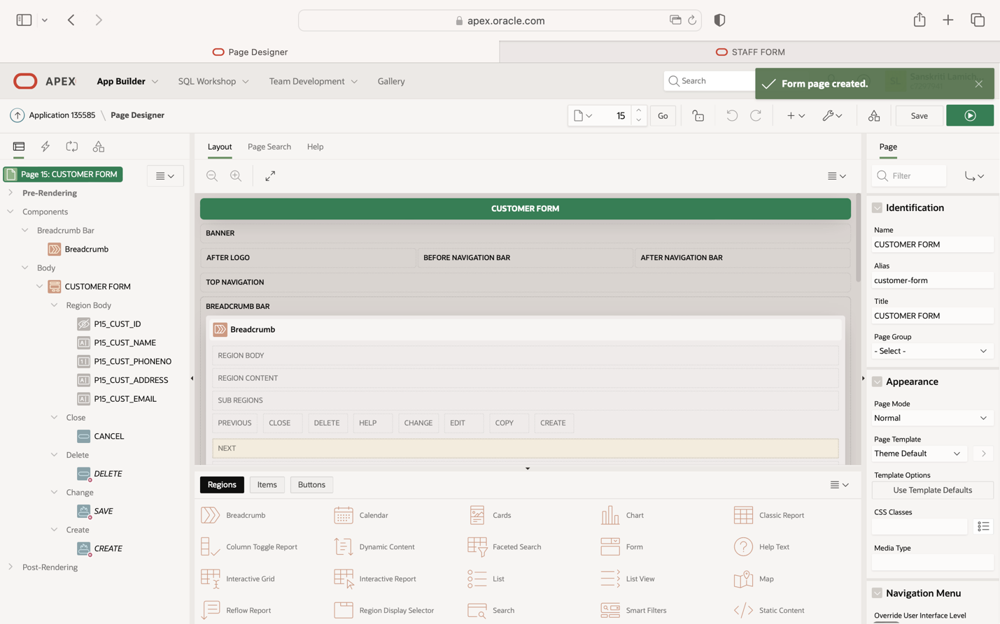 apex.oracle.com
Page Designer
STAFF FORM
APEX
App Builder
SQL Workshop
Team Development
Gallery
Search
Form page created.
Application 135585 \ Page Designer
15
Go
Save
Layout
Page Search
Help
Page
Page 15: CUSTOMER FORM
Filter
Pre-Rendering
Components
Breadcrumb Bar
Breadcrumb
Body
CUSTOMER FORM
Region Body
P15_CUST_ID
P15_CUST_NAME
P15_CUST_PHONENO
P15_CUST_ADDRESS
P15_CUST_EMAIL
Close
CANCEL
Delete
DELETE
Change
SAVE
Create
CREATE
Post-Rendering
CUSTOMER FORM
BANNER
AFTER LOGO
BEFORE NAVIGATION BAR
AFTER NAVIGATION BAR
TOP NAVIGATION
BREADCRUMB BAR
Breadcrumb
REGION BODY
REGION CONTENT
SUB REGIONS
PREVIOUS
CLOSE
DELETE
HELP
CHANGE
EDIT
COPY
CREATE
NEXT
Regions
Items
Buttons
Breadcrumb
Calendar
Cards
Chart
Classic Report
Column Toggle Report
Dynamic Content
Faceted Search
Form
Help Text
Interactive Grid
Interactive Report
List
List View
Map
Reflow Report
Region Display Selector
Search
Smart Filters
Static Content
Identification
Name
CUSTOMER FORM
Alias
customer-form
Title
CUSTOMER FORM
Page Group
- Select -
Appearance
Page Mode
Normal
Page Template
Theme Default
Template Options
Use Template Defaults
CSS Classes
Media Type
Navigation Menu
Override User Interface Level